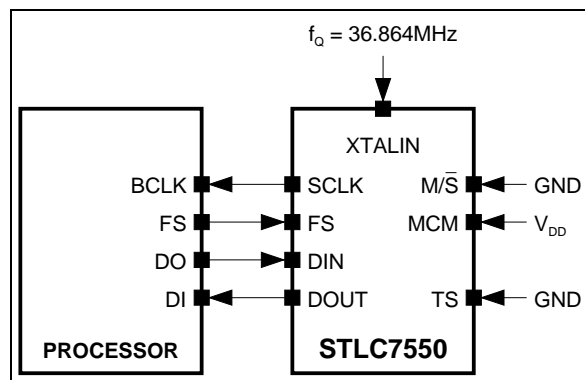 f_Q = 36.864MHz
XTALIN
BCLK SCLK M/S̅ GND
FS FS MCM V_DD
DO DIN
DI DOUT TS GND
PROCESSOR STLC7550